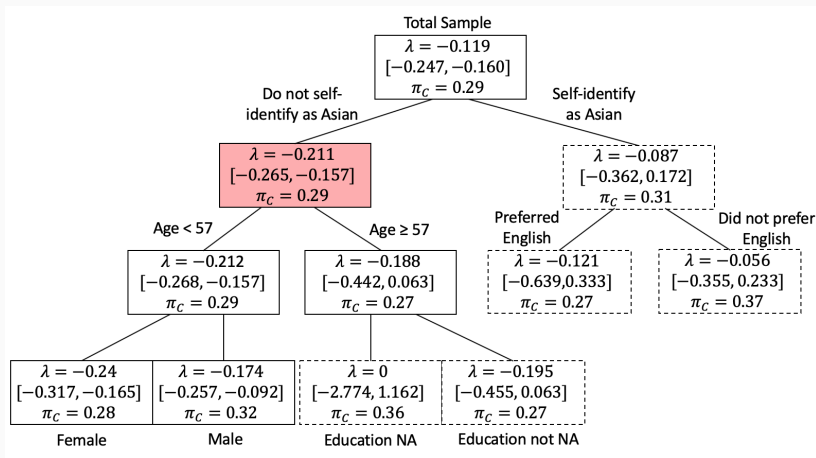 Total Sample
λ = −0.119
[−0.247, −0.160]
π_C = 0.29
Do not self-
identify as Asian
Self-identify
as Asian
λ = −0.211
[−0.265, −0.157]
π_C = 0.29
λ = −0.087
[−0.362, 0.172]
π_C = 0.31
Age < 57
Age ≥ 57
Preferred
English
Did not prefer
English
λ = −0.212
[−0.268, −0.157]
π_C = 0.29
λ = −0.188
[−0.442, 0.063]
π_C = 0.27
λ = −0.121
[−0.639,0.333]
π_C = 0.27
λ = −0.056
[−0.355, 0.233]
π_C = 0.37
λ = −0.24
[−0.317, −0.165]
π_C = 0.28
λ = −0.174
[−0.257, −0.092]
π_C = 0.32
λ = 0
[−2.774, 1.162]
π_C = 0.36
λ = −0.195
[−0.455, 0.063]
π_C = 0.27
Female
Male
Education NA
Education not NA